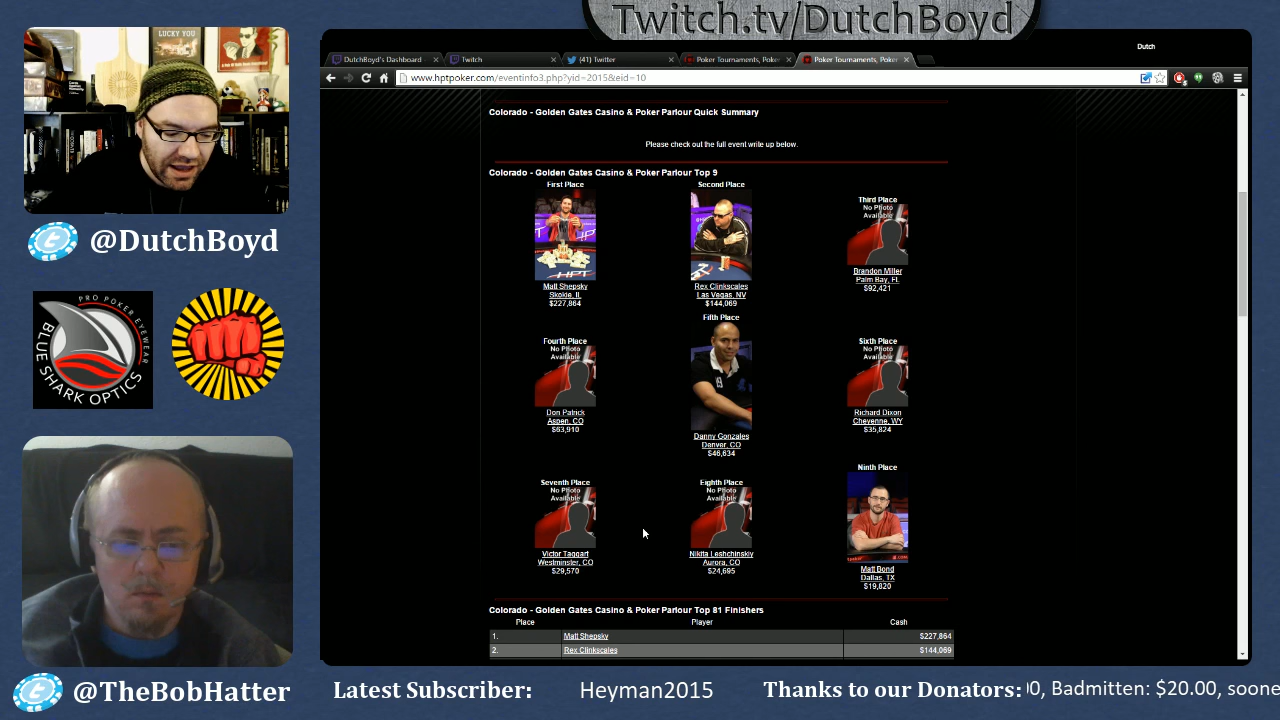 Twitch.tv/DutchBoyd
Dutch
DutchBoyd's Dashboard -
Twitch
(41) Twitter
Poker Tournaments, Poker
Poker Tournaments, Poker
www.hptpoker.com/eventinfo3.php?yid=2015&eid=10
LUCKY YOU
@DutchBoyd
PRO POKER EYEWEAR
BLUE SHARK OPTICS
@TheBobHatter
Colorado - Golden Gates Casino & Poker Parlour Quick Summary
Please check out the full event write up below.
Colorado - Golden Gates Casino & Poker Parlour Top 9
First Place
HPT
Matt Shepsky
Skokie, IL
$227,864
Second Place
Rex Clinkscales
Las Vegas, NV
$144,069
Third Place
No Photo
Available
Brandon Miller
Palm Bay, FL
$92,421
Fourth Place
No Photo
Available
Don Patrick
Aspen, CO
$63,910
Fifth Place
Danny Gonzales
Denver, CO
$46,634
Sixth Place
No Photo
Available
Richard Dixon
Cheyenne, WY
$35,824
Seventh Place
No Photo
Available
Victor Taggart
Westminster, CO
$29,570
Eighth Place
No Photo
Available
Nikita Leshchinskiy
Aurora, CO
$24,695
Ninth Place
Matt Bond
Dallas, TX
$19,820
Colorado - Golden Gates Casino & Poker Parlour Top 81 Finishers
Place Player Cash
1. Matt Shepsky $227,864
2. Rex Clinkscales $144,069
Latest Subscriber: Heyman2015 Thanks to our Donators: 00, Badmitten: $20.00, soone